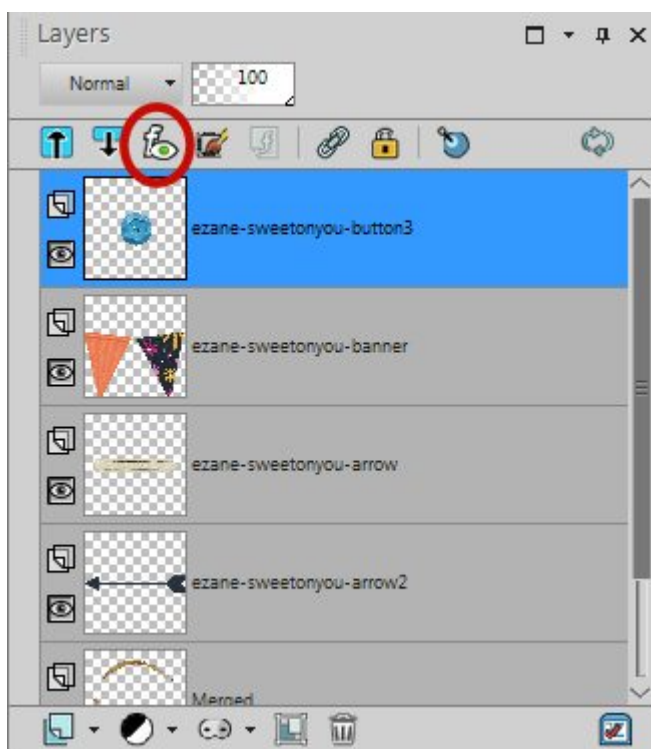 Layers
Normal
100
ezane-sweetonyou-button3
ezane-sweetonyou-banner
ezane-sweetonyou-arrow
ezane-sweetonyou-arrow2
Merged